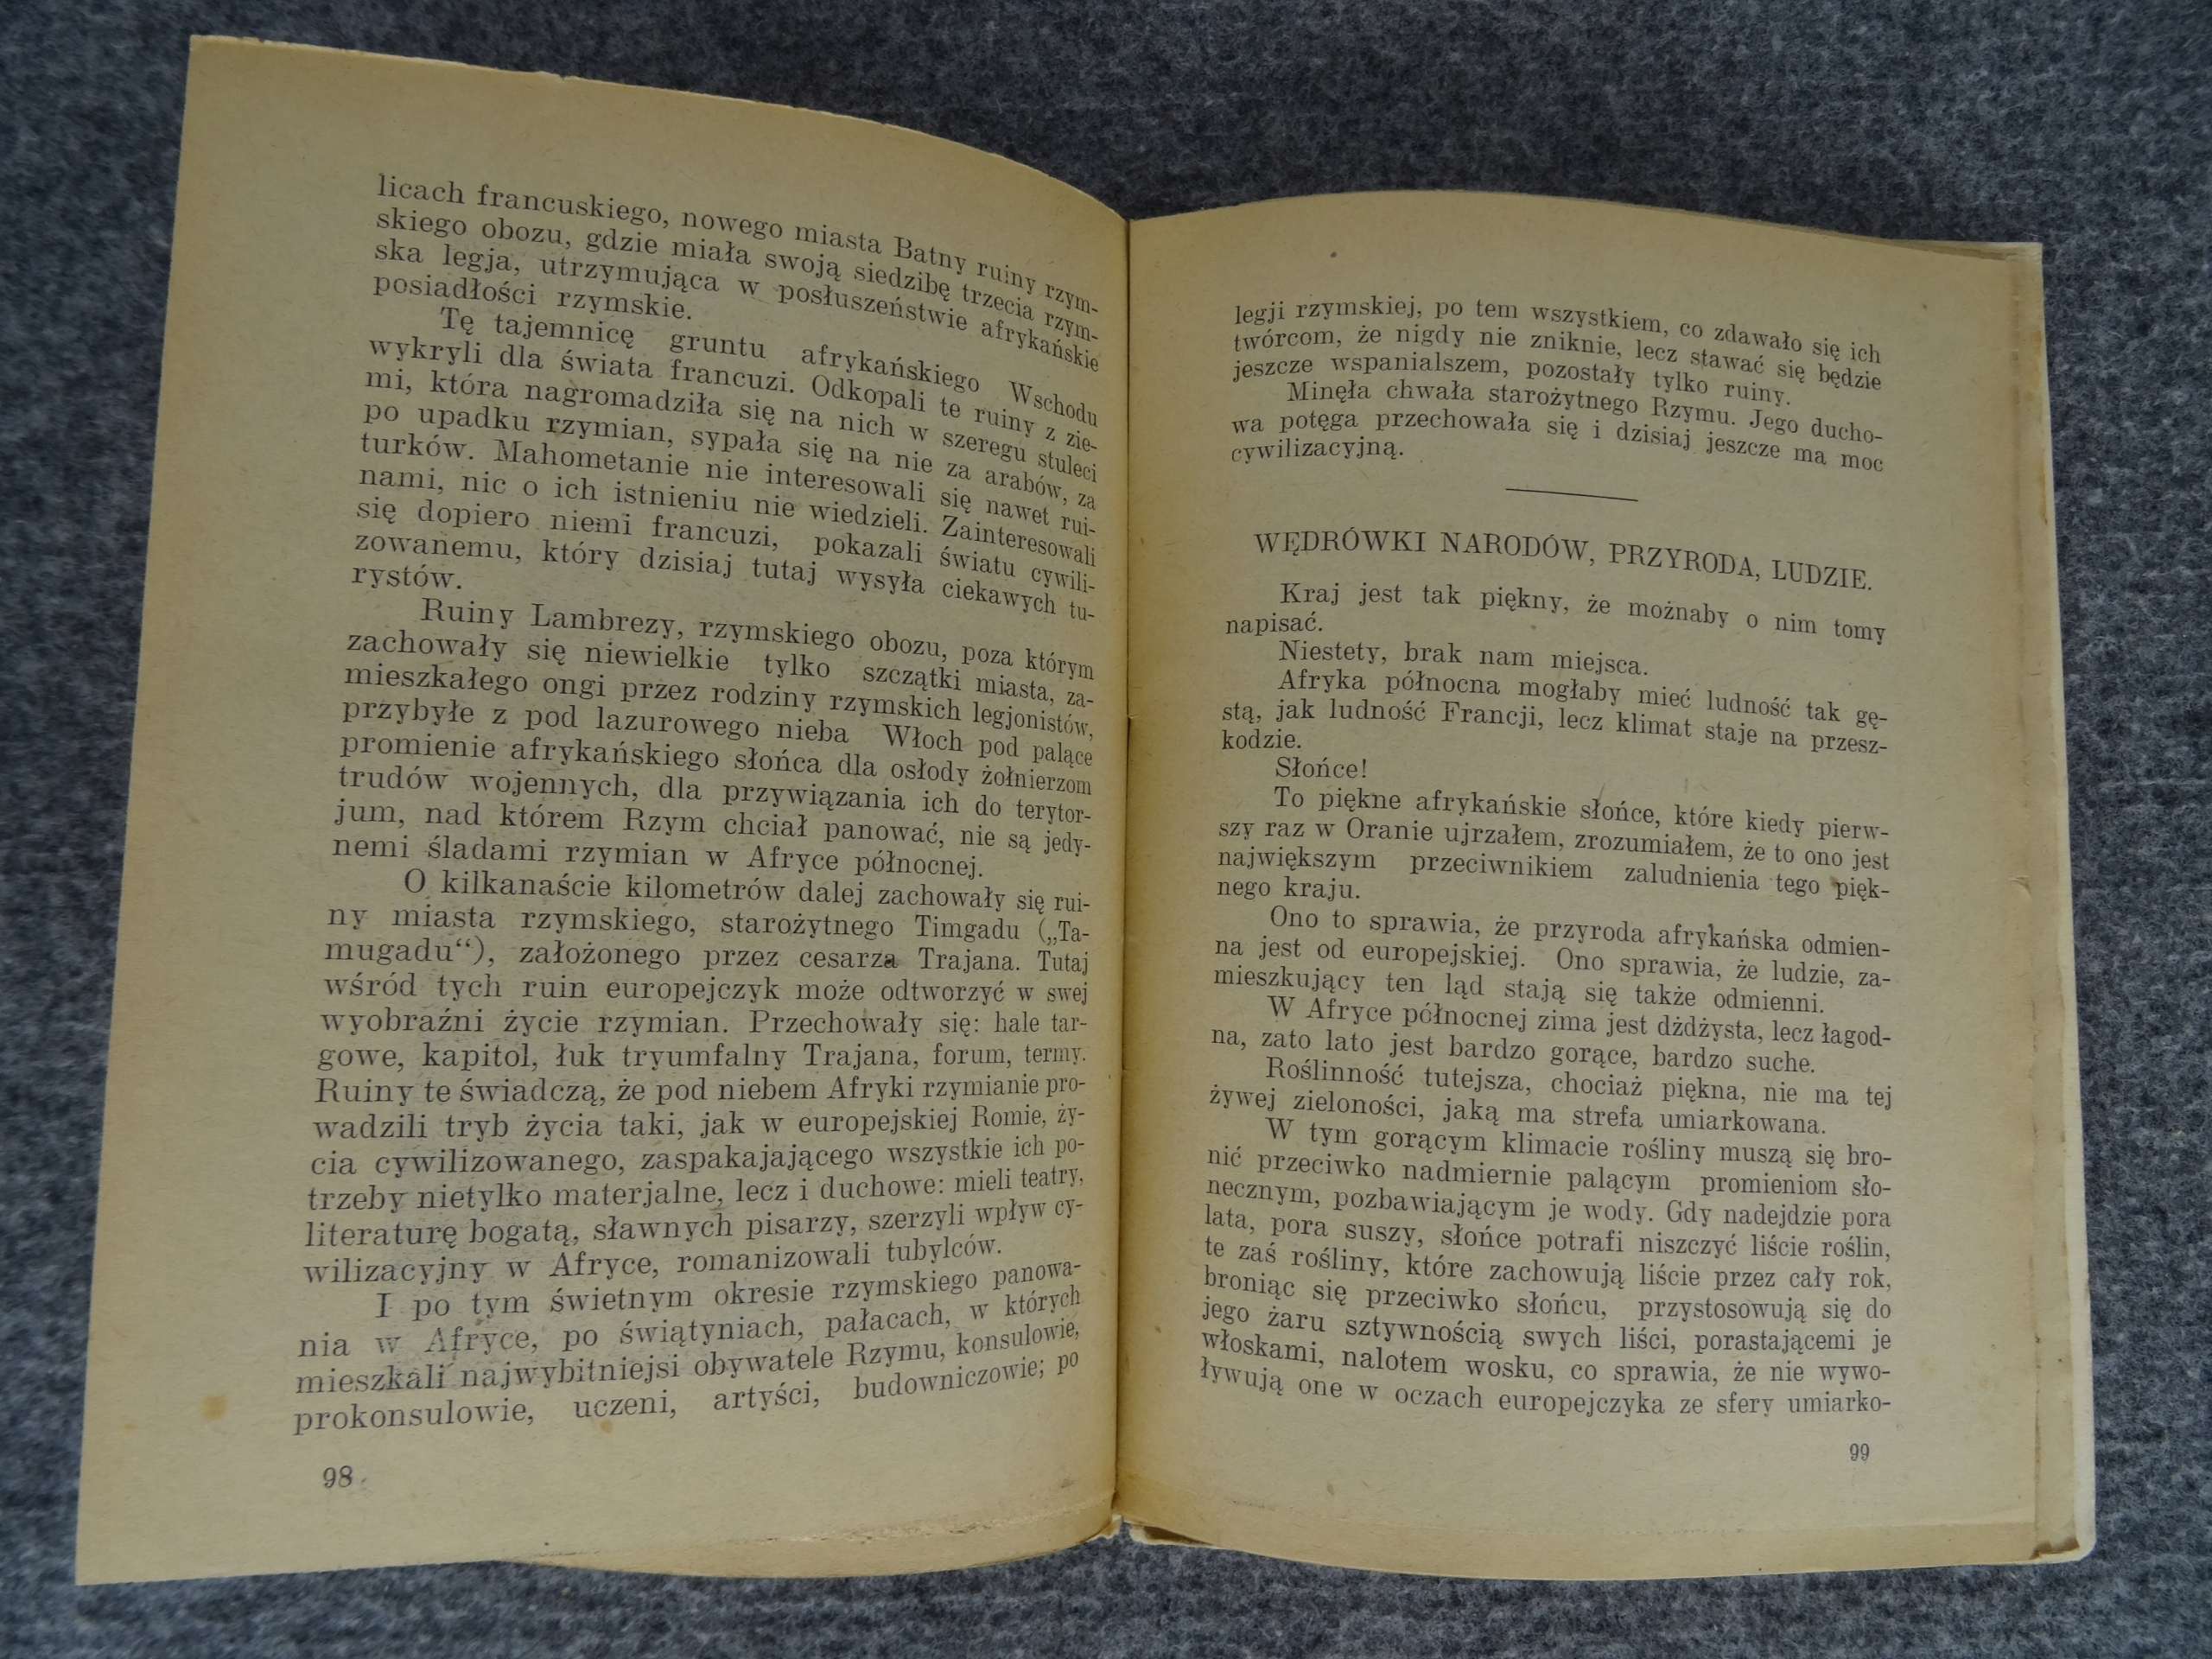 licach francuskiego, nowego miasta Batny ruiny rzym-
skiego obozu, gdzie miała swoją siedzibę trzecia rzym-
ska legja, utrzymująca w posłuszeństwie afrykańskie
posiadłości rzymskie.
Tę tajemnicę gruntu afrykańskiego Wschodu
wykryli dla świata francuzi. Odkopali te ruiny z zie-
mi, która nagromadziła się na nich w szeregu stuleci
po upadku rzymian, sypała się na nie za arabów, za
turków. Mahometanie nie interesowali się nawet rui-
nami, nic o ich istnieniu nie wiedzieli. Zainteresowali
się dopiero niemi francuzi, pokazali światu cywili-
zowanemu, który dzisiaj tutaj wysyła ciekawych tu-
rystów.
Ruiny Lambrezy, rzymskiego obozu, poza którym
zachowały się niewielkie tylko szczątki miasta, za-
mieszkałego ongi przez rodziny rzymskich legjonistów,
przybyłe z pod lazurowego nieba Włoch pod palące
promienie afrykańskiego słońca dla osłody żołnierzom
trudów wojennych, dla przywiązania ich do terytor-
jum, nad którem Rzym chciał panować, nie są jedy-
nemi śladami rzymian w Afryce północnej.
O kilkanaście kilometrów dalej zachowały się rui-
ny miasta rzymskiego, starożytnego Timgadu („Ta-
mugadu“), założonego przez cesarza Trajana. Tutaj
wśród tych ruin europejczyk może odtworzyć w swej
wyobraźni życie rzymian. Przechowały się: hale tar-
gowe, kapitol, łuk tryumfalny Trajana, forum, termy.
Ruiny te świadczą, że pod niebem Afryki rzymianie pro-
wadzili tryb życia taki, jak w europejskiej Romie, ży-
cia cywilizowanego, zaspakajającego wszystkie ich po-
trzeby nietylko materjalne, lecz i duchowe: mieli teatry,
literaturę bogatą, sławnych pisarzy, szerzyli wpływ cy-
wilizacyjny w Afryce, romanizowali tubylców.
I po tym świetnym okresie rzymskiego panowa-
nia w Afryce, po świątyniach, pałacach, w których
mieszkali najwybitniejsi obywatele Rzymu, konsulowie,
prokonsulowie, uczeni, artyści, budowniczowie; po
98
legji rzymskiej, po tem wszystkiem, co zdawało się ich
twórcom, że nigdy nie zniknie, lecz stawać się będzie
jeszcze wspanialszem, pozostały tylko ruiny.
Minęła chwała starożytnego Rzymu. Jego ducho-
wa potęga przechowała się i dzisiaj jeszcze ma moc
cywilizacyjną.
WĘDRÓWKI NARODÓW, PRZYRODA, LUDZIE.
Kraj jest tak piękny, że możnaby o nim tomy
napisać.
Niestety, brak nam miejsca.
Afryka północna mogłaby mieć ludność tak gę-
stą, jak ludność Francji, lecz klimat staje na przesz-
kodzie.
Słońce!
To piękne afrykańskie słońce, które kiedy pierw-
szy raz w Oranie ujrzałem, zrozumiałem, że to ono jest
największym przeciwnikiem zaludnienia tego pięk-
nego kraju.
Ono to sprawia, że przyroda afrykańska odmien-
na jest od europejskiej. Ono sprawia, że ludzie, za-
mieszkujący ten ląd stają się także odmienni.
W Afryce północnej zima jest dżdżysta, lecz łagod-
na, zato lato jest bardzo gorące, bardzo suche.
Roślinność tutejsza, chociaż piękna, nie ma tej
żywej zieloności, jaką ma strefa umiarkowana.
W tym gorącym klimacie rośliny muszą się bro-
nić przeciwko nadmiernie palącym promieniom sło-
necznym, pozbawiającym je wody. Gdy nadejdzie pora
lata, pora suszy, słońce potrafi niszczyć liście roślin,
te zaś rośliny, które zachowują liście przez cały rok,
broniąc się przeciwko słońcu, przystosowują się do
jego żaru sztywnością swych liści, porastającemi je
włoskami, nalotem wosku, co sprawia, że nie wywo-
ływują one w oczach europejczyka ze sfery umiarko-
99